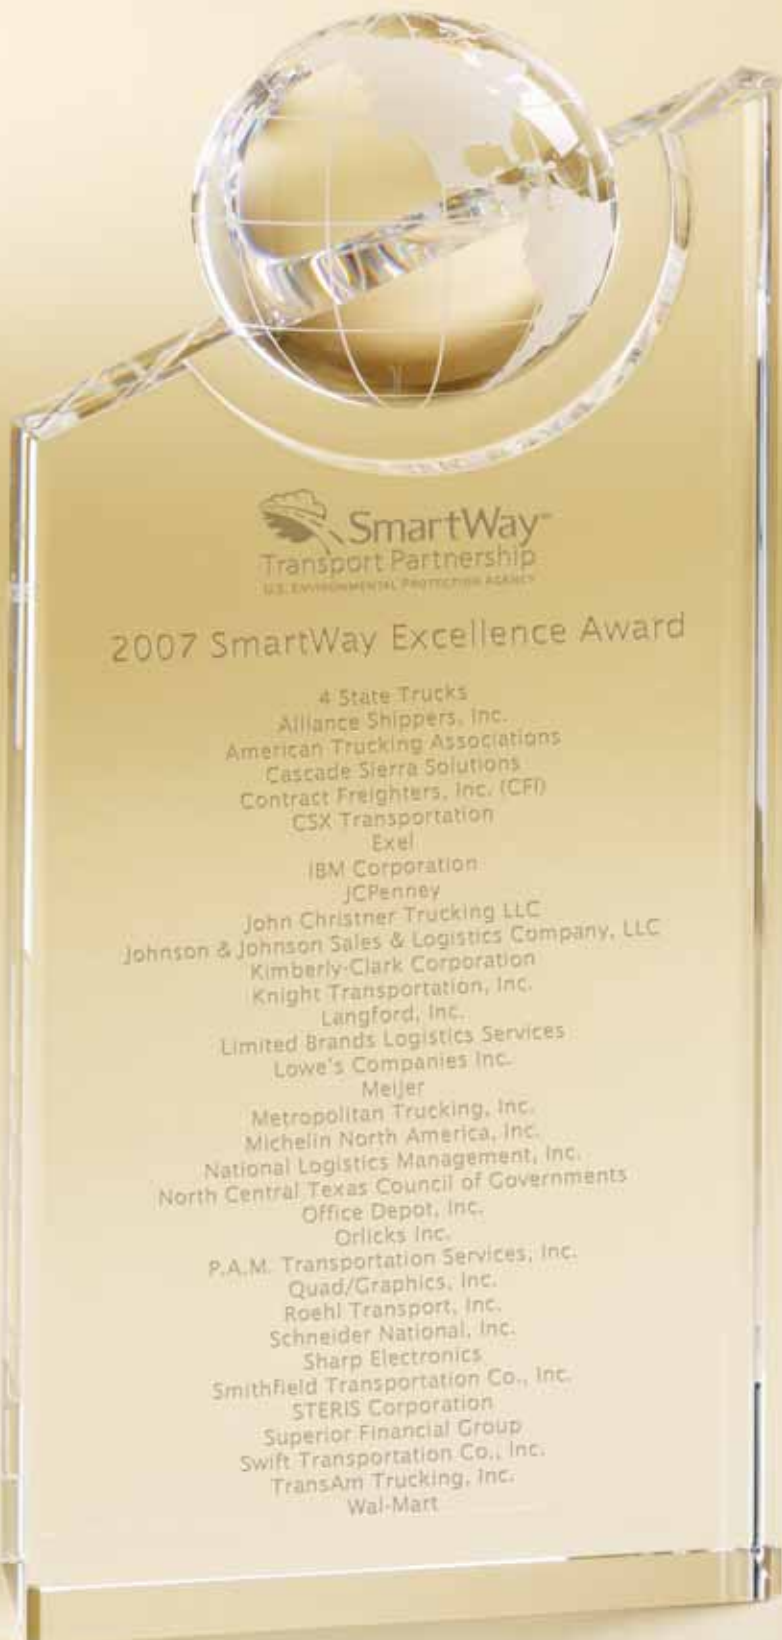 SmartWay℠
Transport Partnership
U.S. ENVIRONMENTAL PROTECTION AGENCY
2007 SmartWay Excellence Award
4 State Trucks
Alliance Shippers, Inc.
American Trucking Associations
Cascade Sierra Solutions
Contract Freighters, Inc. (CFI)
CSX Transportation
Exel
IBM Corporation
JCPenney
John Christner Trucking LLC
Johnson & Johnson Sales & Logistics Company, LLC
Kimberly-Clark Corporation
Knight Transportation, Inc.
Langford, Inc.
Limited Brands Logistics Services
Lowe's Companies Inc.
Meijer
Metropolitan Trucking, Inc.
Michelin North America, Inc.
National Logistics Management, Inc.
North Central Texas Council of Governments
Office Depot, Inc.
Orlicks Inc.
P.A.M. Transportation Services, Inc.
Quad/Graphics, Inc.
Roehl Transport, Inc.
Schneider National, Inc.
Sharp Electronics
Smithfield Transportation Co., Inc.
STERIS Corporation
Superior Financial Group
Swift Transportation Co., Inc.
TransAm Trucking, Inc.
Wal-Mart